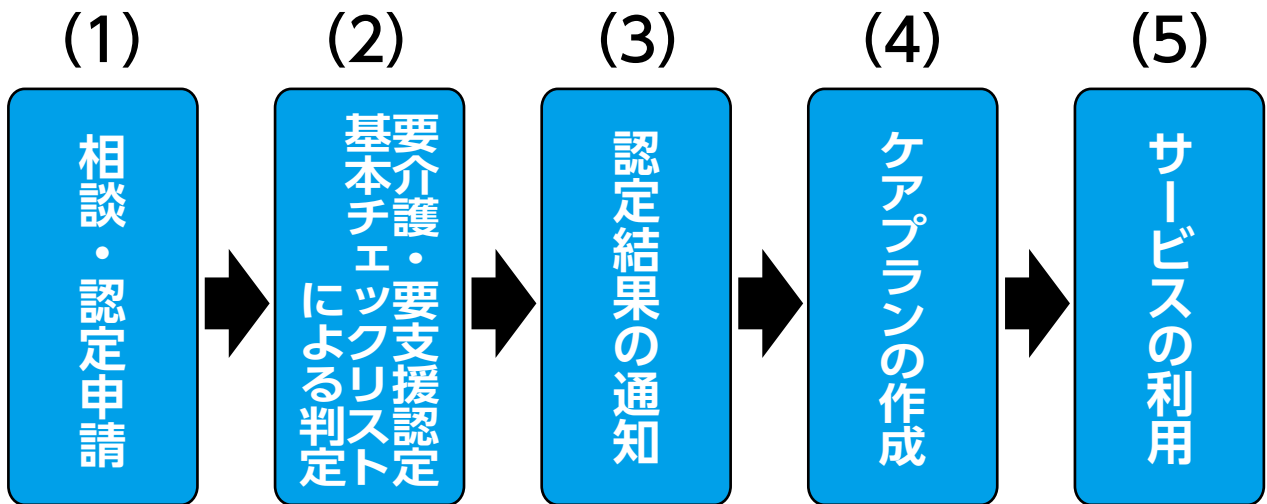 (1)
相談・認定申請
(2)
要介護・要支援認定
基本チェックリスト
による判定
(3)
認定結果の通知
(4)
ケアプランの作成
(5)
サービスの利用